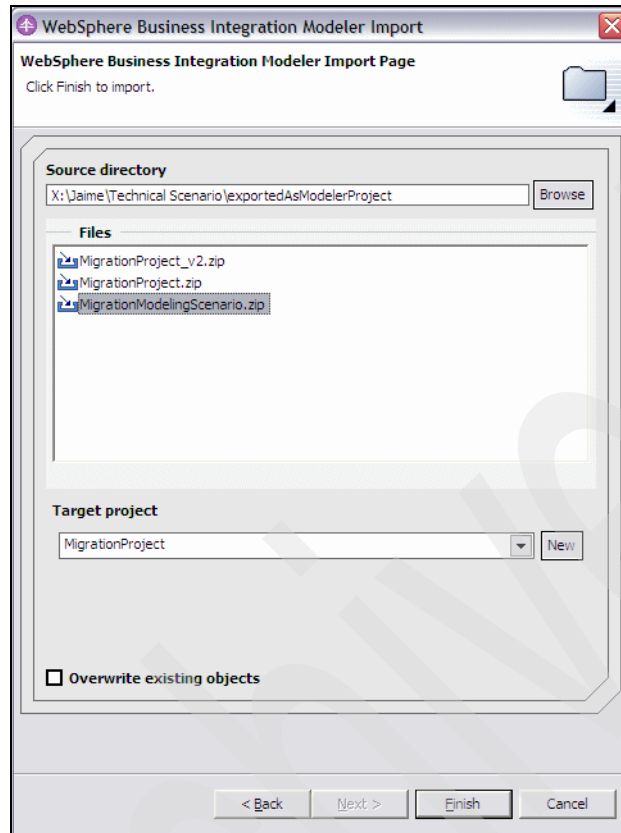 WebSphere Business Integration Modeler Import
WebSphere Business Integration Modeler Import Page
Click Finish to import.
Source directory
X:\Jaime\Technical Scenario\exportedAsModelerProject
Browse
Files
MigrationProject_v2.zip
MigrationProject.zip
MigrationModelingScenario.zip
Target project
MigrationProject
New
Overwrite existing objects
< Back
Next >
Finish
Cancel